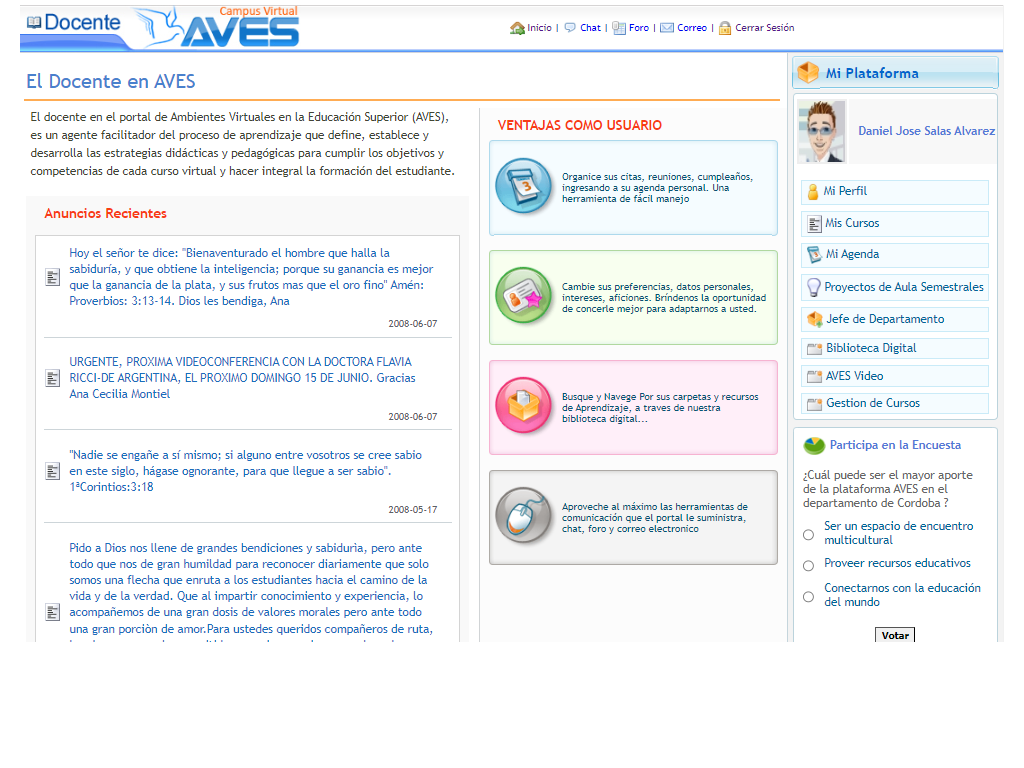 Docente
Campus Virtual
AVES
Inicio | Chat | Foro | Correo | Cerrar Sesión
El Docente en AVES
El docente en el portal de Ambientes Virtuales en la Educación Superior (AVES),
es un agente facilitador del proceso de aprendizaje que define, establece y
desarrolla las estrategias didácticas y pedagógicas para cumplir los objetivos y
competencias de cada curso virtual y hacer integral la formación del estudiante.
Anuncios Recientes
Hoy el señor te dice: "Bienaventurado el hombre que halla la
sabiduría, y que obtiene la inteligencia; porque su ganancia es mejor
que la ganancia de la plata, y sus frutos mas que el oro fino" Amén:
Proverbios: 3:13-14. Dios les bendiga, Ana
2008-06-07
URGENTE, PROXIMA VIDEOCONFERENCIA CON LA DOCTORA FLAVIA
RICCI-DE ARGENTINA, EL PROXIMO DOMINGO 15 DE JUNIO. Gracias
Ana Cecilia Montiel
2008-06-07
"Nadie se engañe a sí mismo; si alguno entre vosotros se cree sabio
en este siglo, hágase ognorante, para que llegue a ser sabio".
1ªCorintios:3:18
2008-05-17
Pido a Dios nos llene de grandes bendiciones y sabiduría, pero ante
todo que nos de gran humildad para reconocer diariamente que solo
somos una flecha que enruta a los estudiantes hacia el camino de la
vida y de la verdad. Que al impartir conocimiento y experiencia, lo
acompañemos de una gran dosis de valores morales pero ante todo
una gran porciòn de amor.Para ustedes queridos compañeros de ruta,
VENTAJAS COMO USUARIO
3
Organice sus citas, reuniones, cumpleaños,
ingresando a su agenda personal. Una
herramienta de fácil manejo
Cambie sus preferencias, datos personales,
intereses, aficiones. Bríndenos la oportunidad
de concerle mejor para adaptarnos a usted.
Busque y Navege Por sus carpetas y recursos
de Aprendizaje, a traves de nuestra
biblioteca digital...
Aproveche al máximo las herramientas de
comunicación que el portal le suministra,
chat, foro y correo electronico
Mi Plataforma
Daniel Jose Salas Alvarez
Mi Perfil
Mis Cursos
Mi Agenda
Proyectos de Aula Semestrales
Jefe de Departamento
Biblioteca Digital
AVES Video
Gestion de Cursos
Participa en la Encuesta
¿Cuál puede ser el mayor aporte
de la plataforma AVES en el
departamento de Cordoba ?
Ser un espacio de encuentro
multicultural
Proveer recursos educativos
Conectarnos con la educación
del mundo
Votar